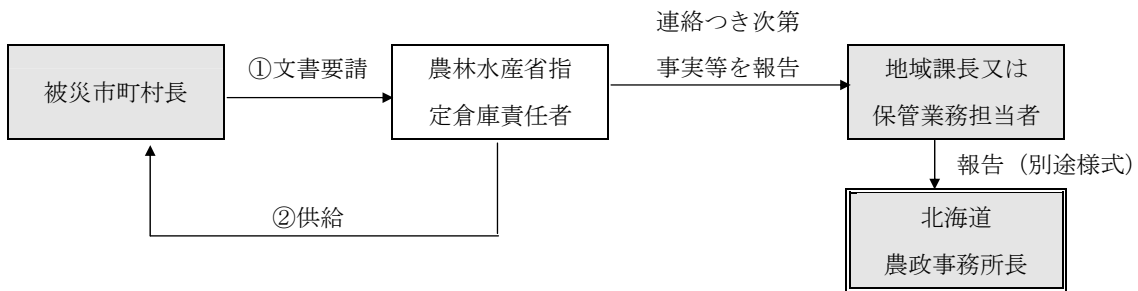 被災市町村長
①文書要請
農林水産省指
定倉庫責任者
連絡つき次第
事実等を報告
地域課長又は
保管業務担当者
報告（別途様式）
②供給
北海道
農政事務所長